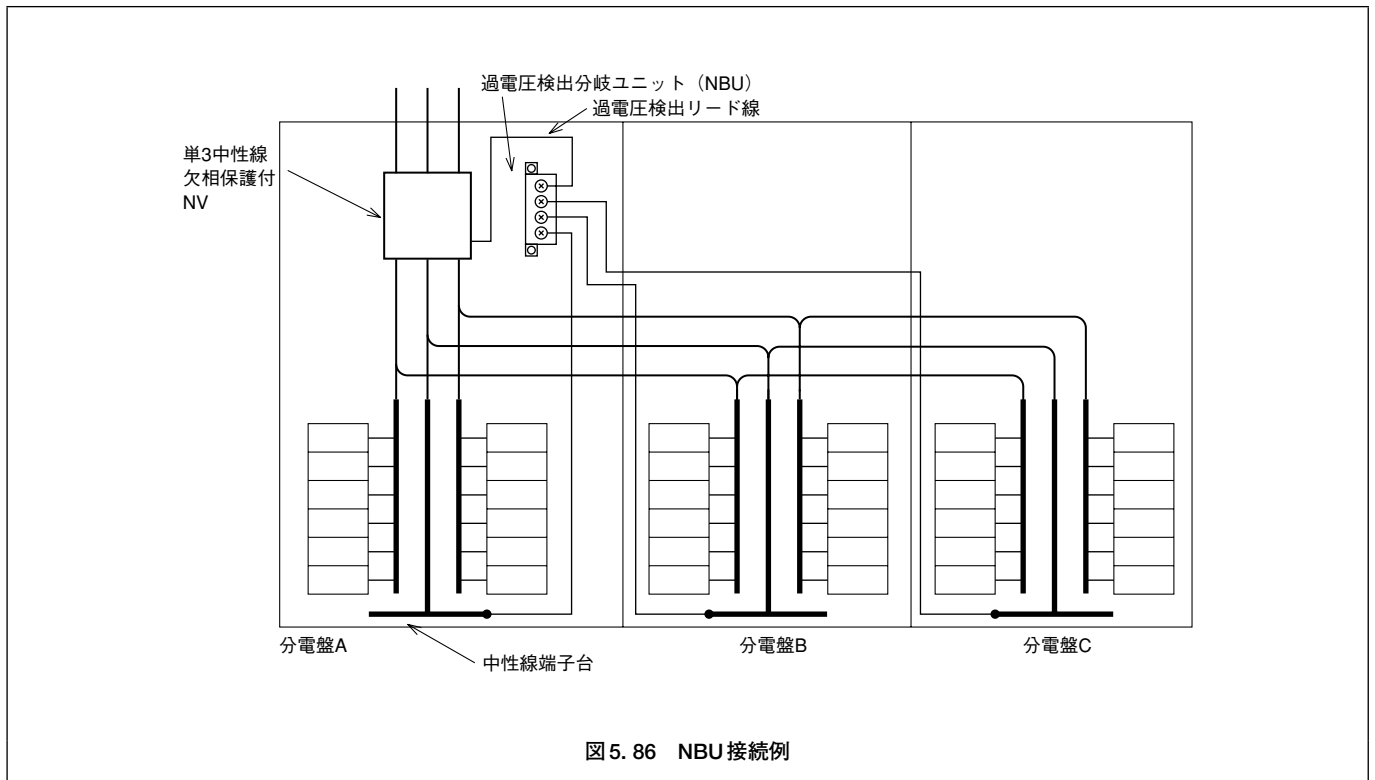 過電圧検出分岐ユニット（NBU）
過電圧検出リード線
単3中性線
欠相保護付
NV
分電盤A
分電盤B
分電盤C
中性線端子台
図5. 86　NBU接続例